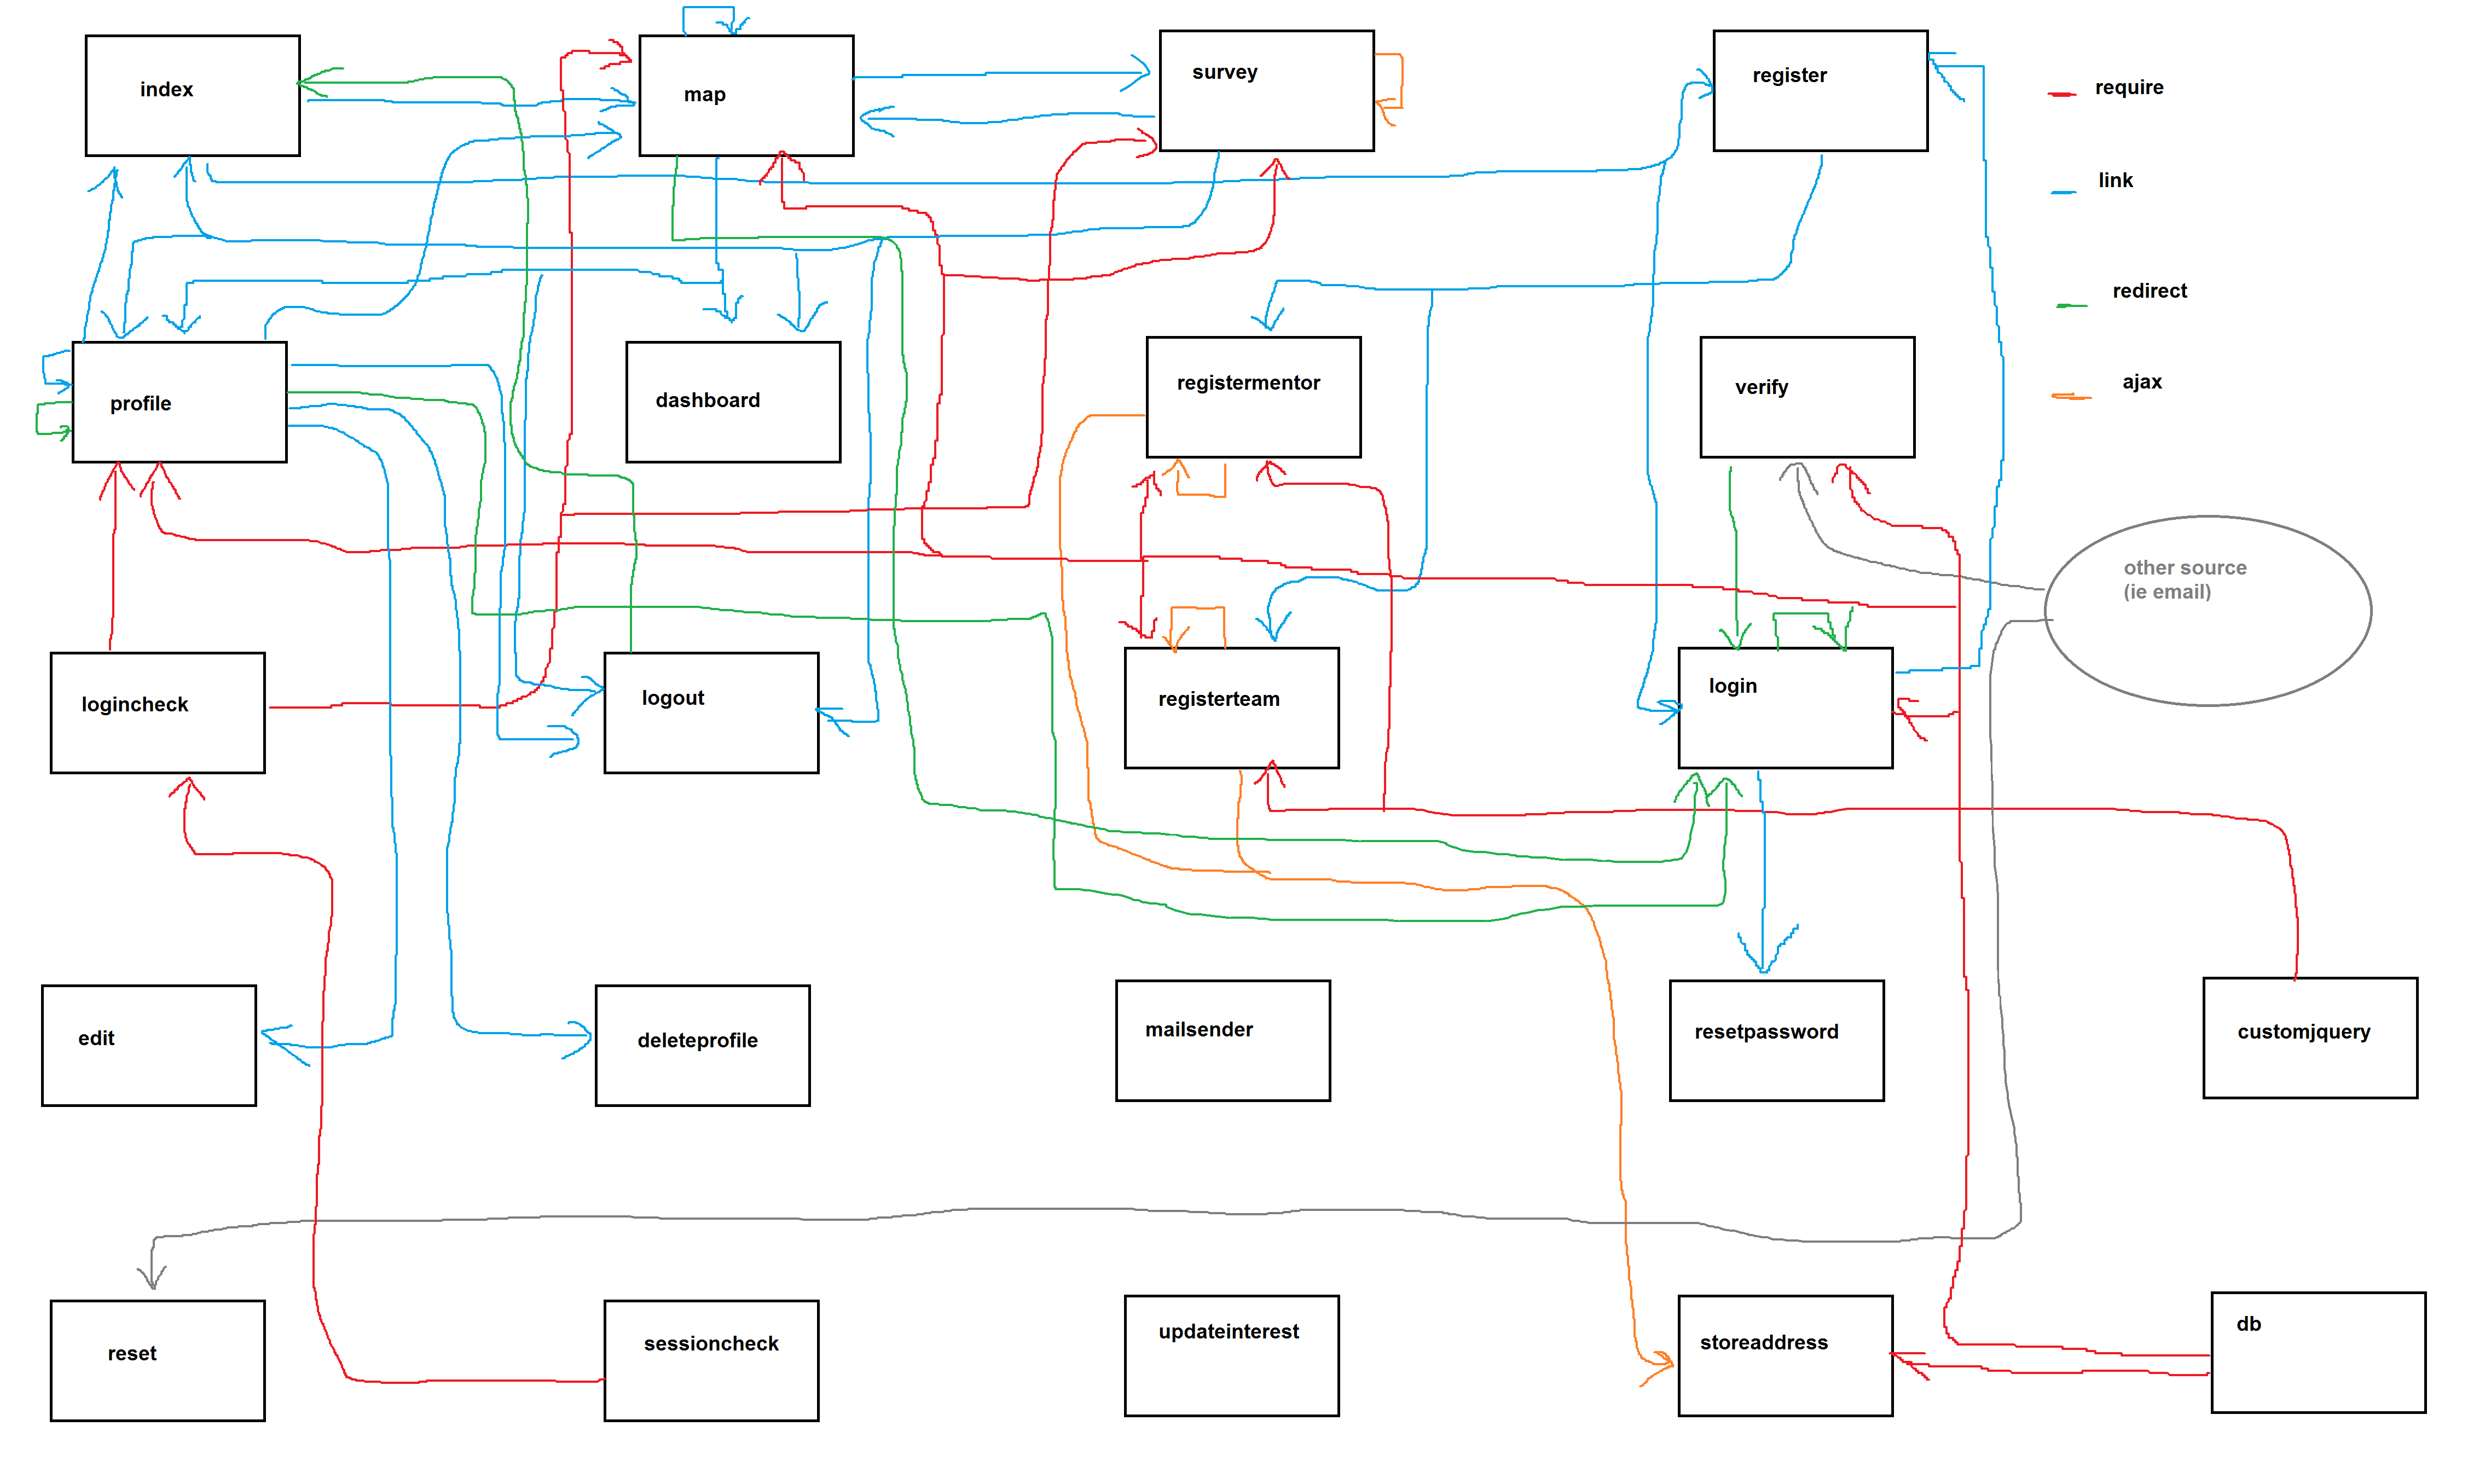 index
map
survey
register
require
link
redirect
ajax
profile
dashboard
registermentor
verify
other source
(ie email)
logincheck
logout
registerteam
login
edit
deleteprofile
mailsender
resetpassword
customjquery
reset
sessioncheck
updateinterest
storeaddress
db